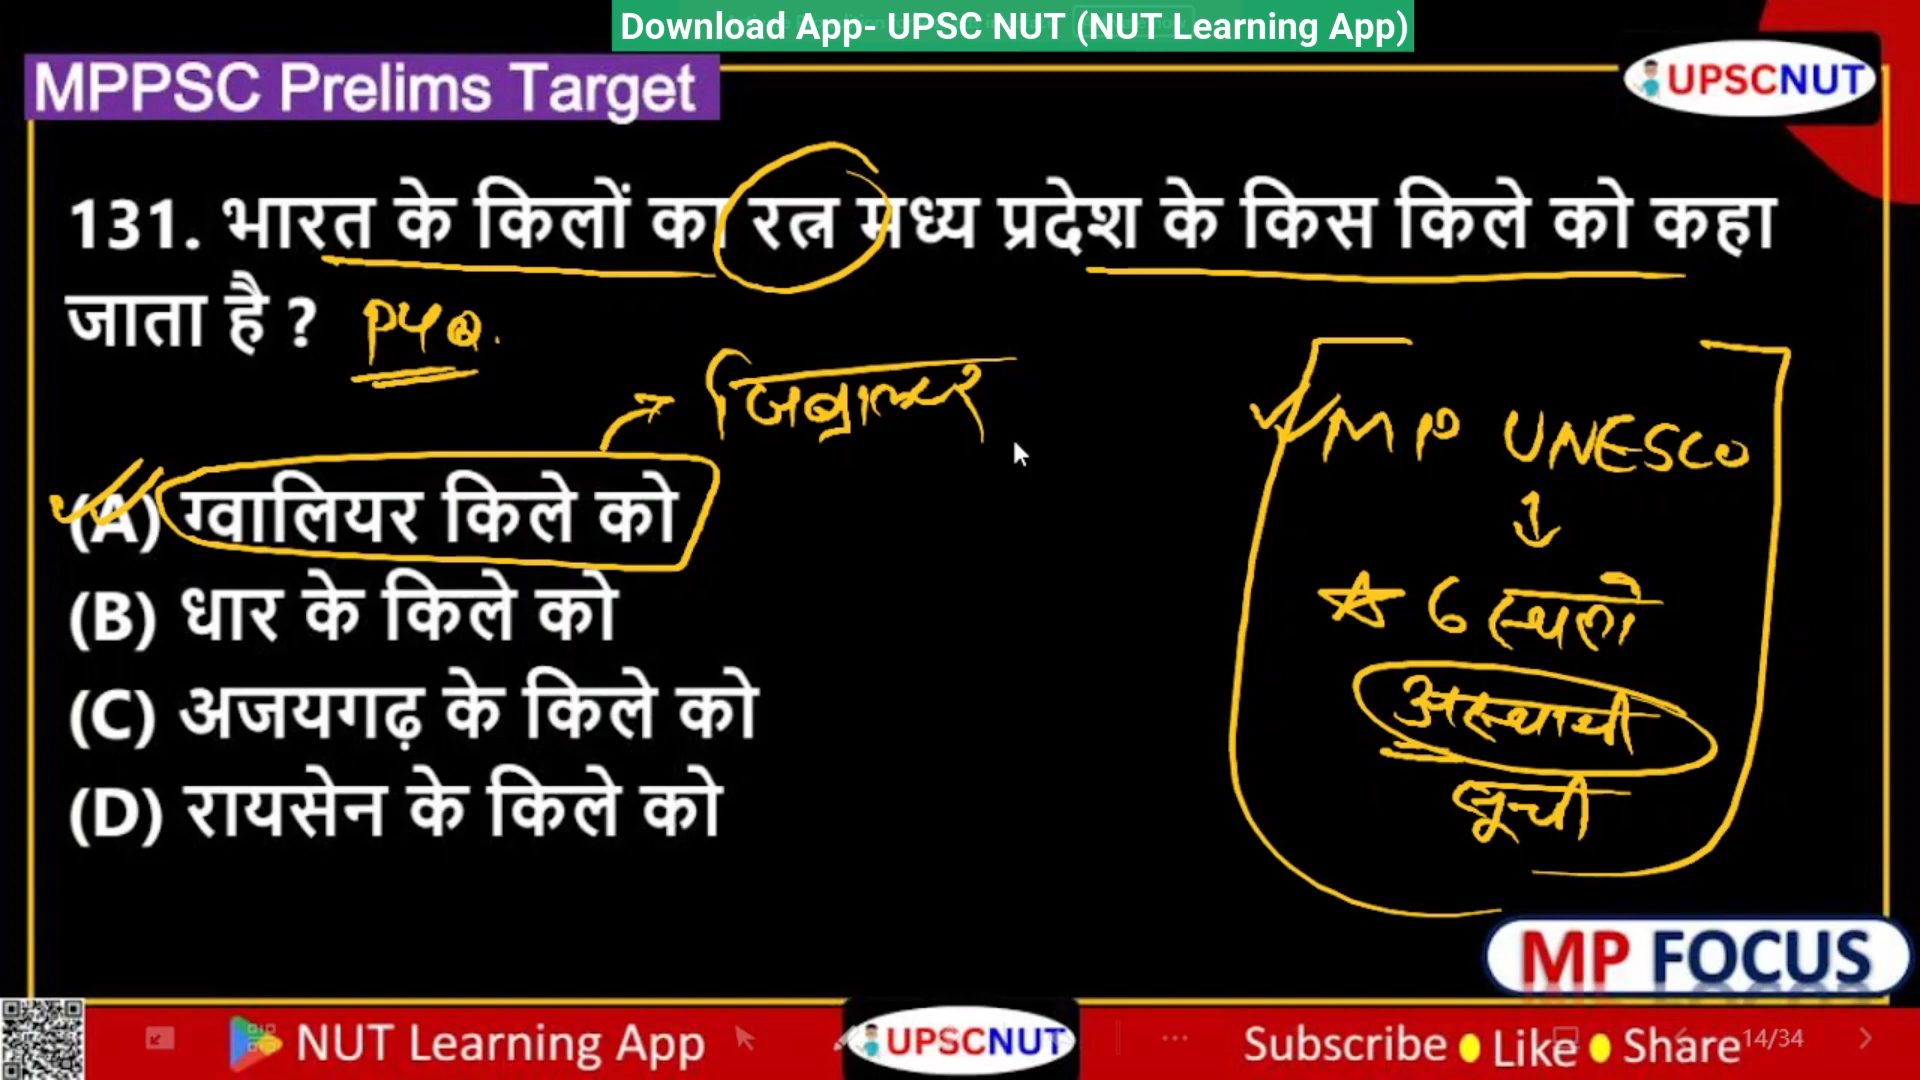 Download App- UPSC NUT (NUT Learning App)
MPPSC Prelims Target
UPSCNUT
131. भारत के किलों का रत्न मध्य प्रदेश के किस किले को कहा
जाता है ? PYQ.
जिब्राल्टर
(A) ग्वालियर किले को
(B) धार के किले को
(C) अजयगढ़ के किले को
(D) रायसेन के किले को
MP UNESCO
6 स्थलों
अस्थायी
सूची
MP FOCUS
NUT Learning App
UPSCNUT
Subscribe Like Share
14/34